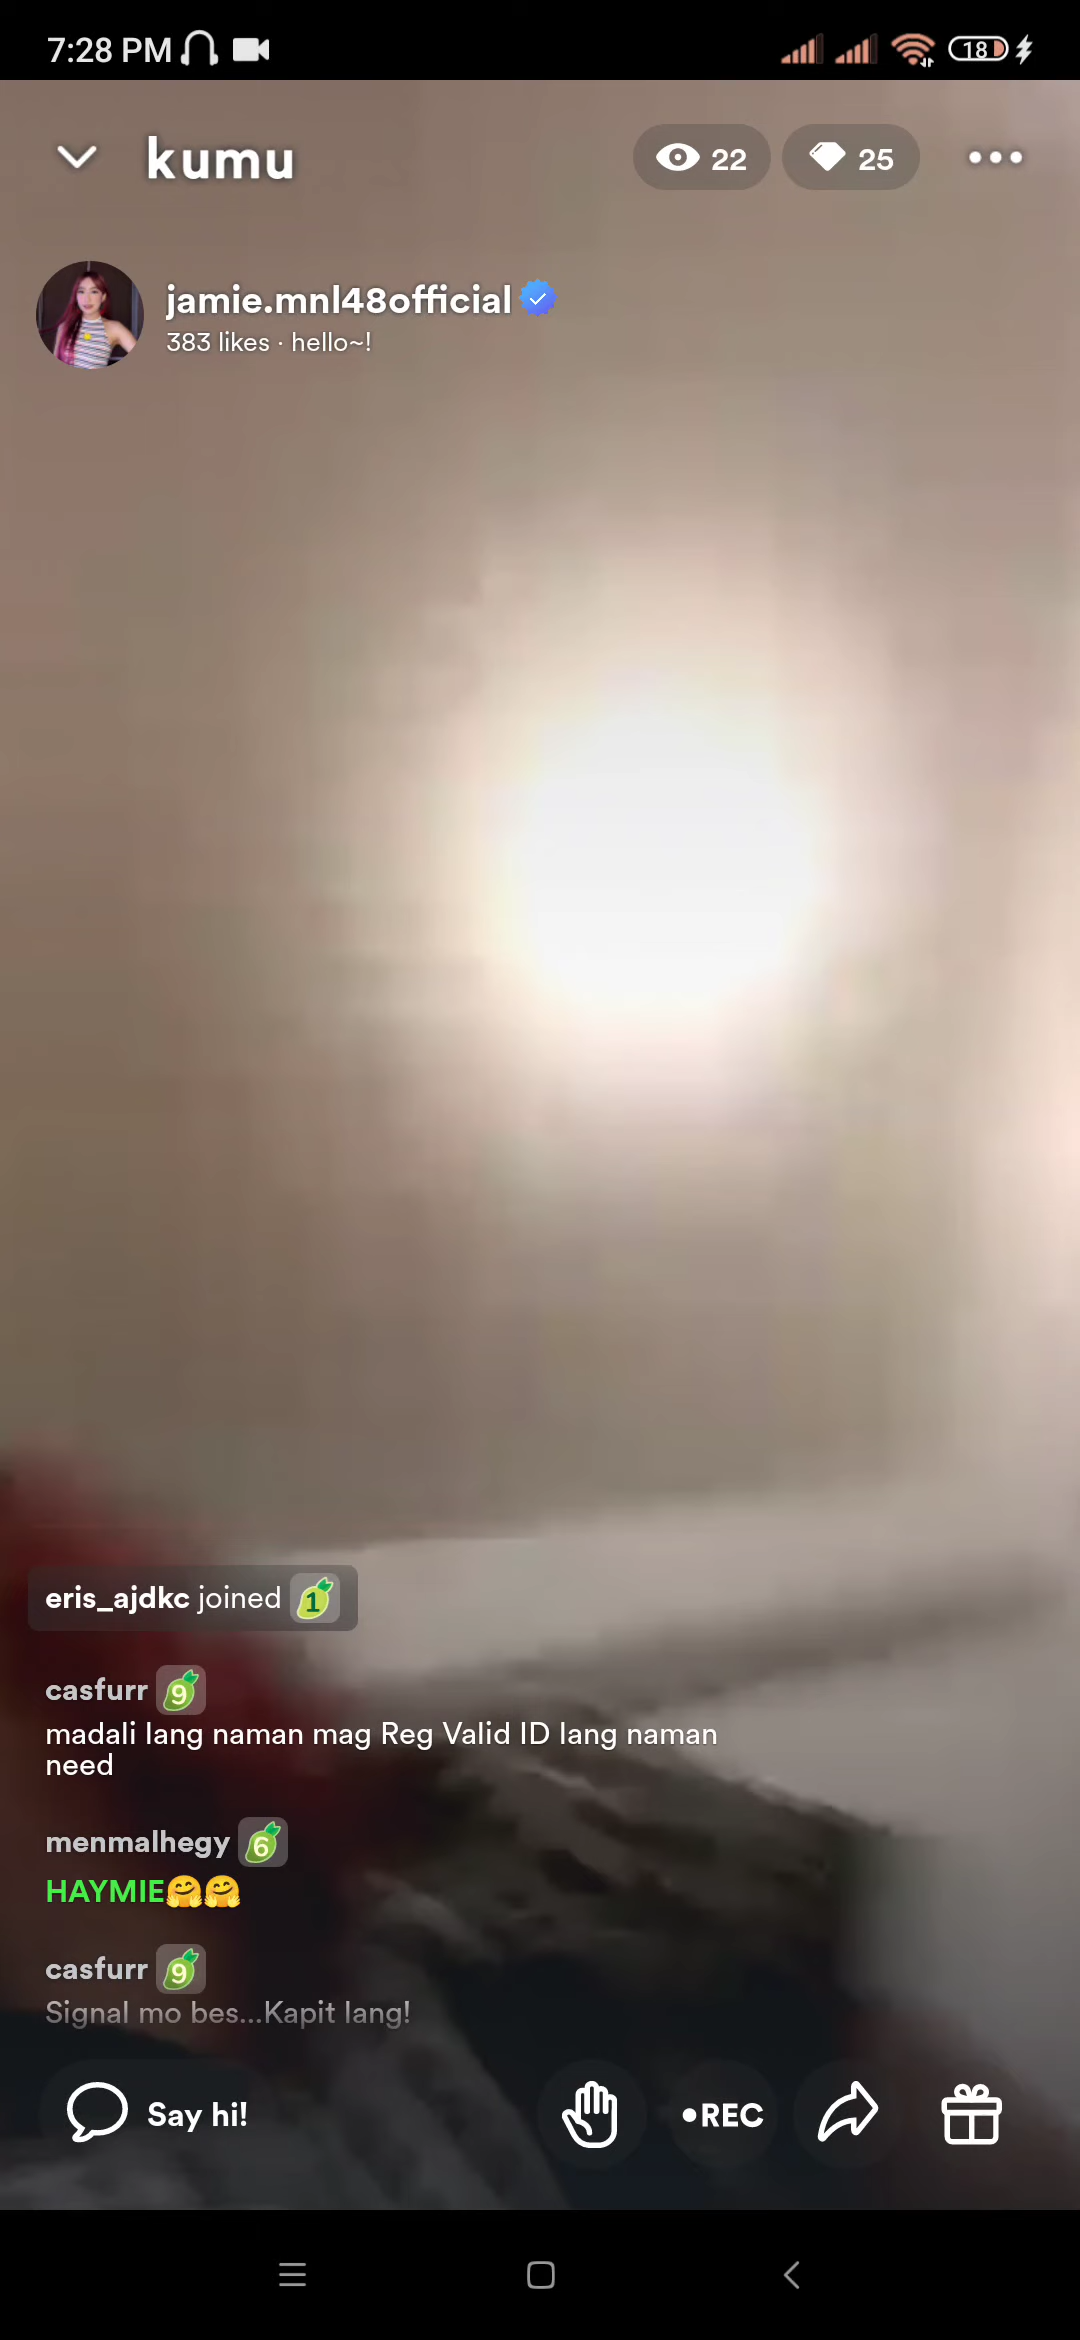 7:28 PM 18
kumu 22 25
jamie.mnl48official
383 likes · hello~!
eris_ajdkc joined 1
casfurr 9
madali lang naman mag Reg Valid ID lang naman
need
menmalhegy 6
HAYMIE🤗🤗
casfurr 9
Signal mo bes...Kapit lang!
Say hi! •REC